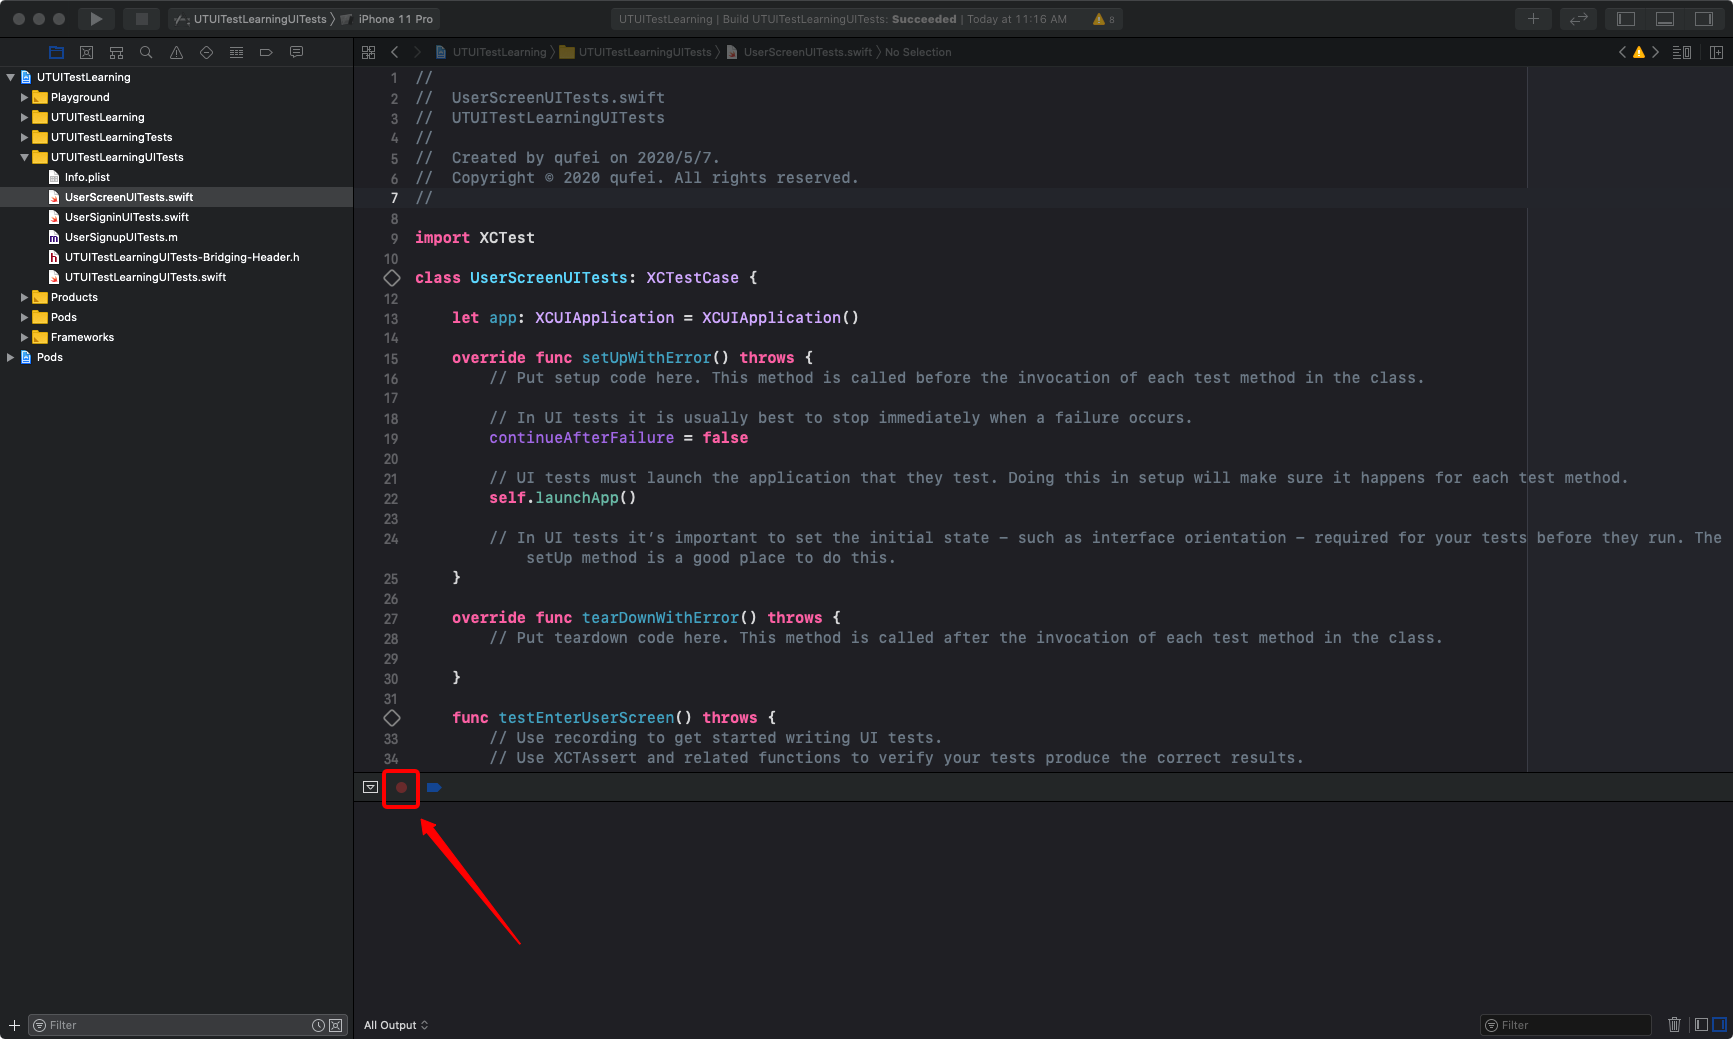 UTUITestLearningUITests 〉 iPhone 11 Pro
UTUITestLearning | Build UTUITestLearningUITests: Succeeded | Today at 11:16 AM
8
UTUITestLearning 〉 UTUITestLearningUITests 〉 UserScreenUITests.swift 〉 No Selection
UTUITestLearning
Playground
UTUITestLearning
UTUITestLearningTests
UTUITestLearningUITests
Info.plist
UserScreenUITests.swift
UserSigninUITests.swift
UserSignupUITests.m
UTUITestLearningUITests-Bridging-Header.h
UTUITestLearningUITests.swift
Products
Pods
Frameworks
Pods
1 //
2 //  UserScreenUITests.swift
3 //  UTUITestLearningUITests
4 //
5 //  Created by qufei on 2020/5/7.
6 //  Copyright © 2020 qufei. All rights reserved.
7 //
8
9 import XCTest
10
class UserScreenUITests: XCTestCase {
12
13     let app: XCUIApplication = XCUIApplication()
14
15     override func setUpWithError() throws {
16         // Put setup code here. This method is called before the invocation of each test method in the class.
17
18         // In UI tests it is usually best to stop immediately when a failure occurs.
19         continueAfterFailure = false
20
21         // UI tests must launch the application that they test. Doing this in setup will make sure it happens for each test method.
22         self.launchApp()
23
24         // In UI tests it’s important to set the initial state - such as interface orientation - required for your tests before they run. The
setUp method is a good place to do this.
25     }
26
27     override func tearDownWithError() throws {
28         // Put teardown code here. This method is called after the invocation of each test method in the class.
29
30     }
31
func testEnterUserScreen() throws {
33         // Use recording to get started writing UI tests.
34         // Use XCTAssert and related functions to verify your tests produce the correct results.
Filter
All Output
Filter